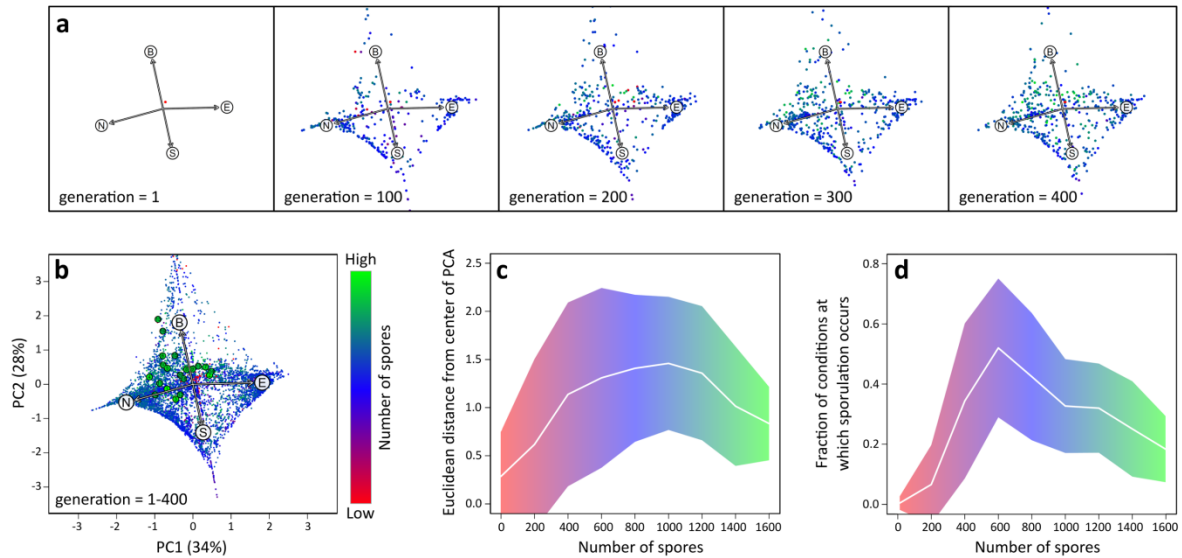 a
B
E
N
S
generation = 1
B
E
N
S
generation = 100
B
E
N
S
generation = 200
B
E
N
S
generation = 300
B
E
N
S
generation = 400
b
PC2 (28%)
3
2
1
0
-1
-2
-3
B
N
E
S
generation = 1-400
-3 -2 -1 0 1 2 3
PC1 (34%)
High
Number of spores
Low
c
Euclidean distance from center of PCA
2.5
2.0
1.5
1.0
0.5
0.0
0 200 400 600 800 1000 1200 1400 1600
Number of spores
d
Fraction of conditions at
which sporulation occurs
0.8
0.6
0.4
0.2
0.0
0 200 400 600 800 1000 1200 1400 1600
Number of spores